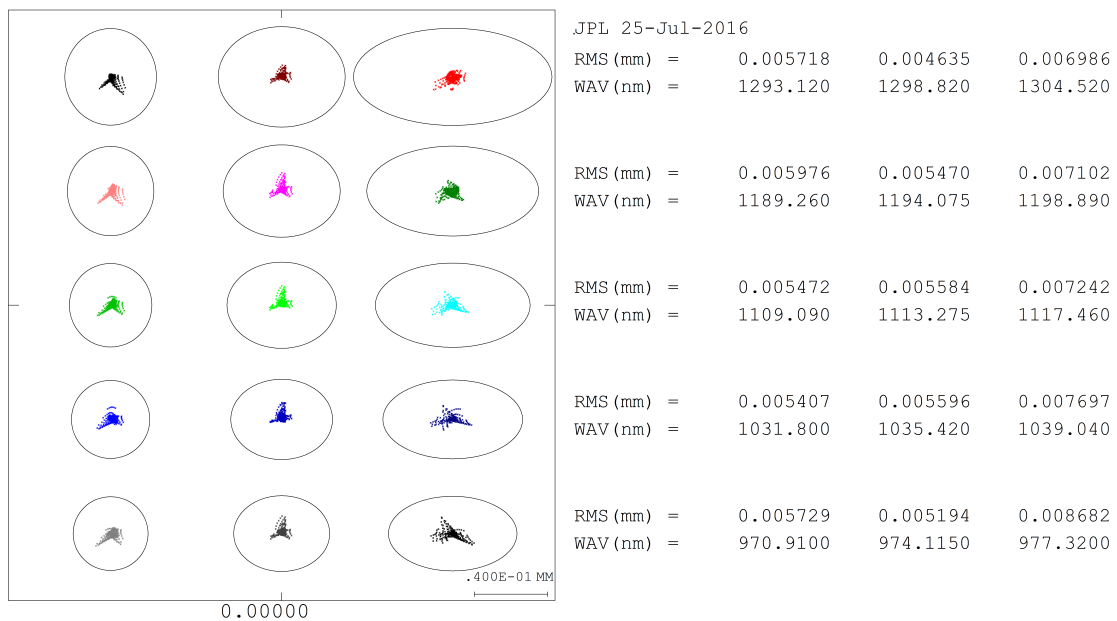 JPL 25-Jul-2016
RMS(mm) = 0.005718 0.004635 0.006986
WAV(nm) = 1293.120 1298.820 1304.520
RMS(mm) = 0.005976 0.005470 0.007102
WAV(nm) = 1189.260 1194.075 1198.890
RMS(mm) = 0.005472 0.005584 0.007242
WAV(nm) = 1109.090 1113.275 1117.460
RMS(mm) = 0.005407 0.005596 0.007697
WAV(nm) = 1031.800 1035.420 1039.040
RMS(mm) = 0.005729 0.005194 0.008682
WAV(nm) = 970.9100 974.1150 977.3200
.400E-01 MM
0.00000